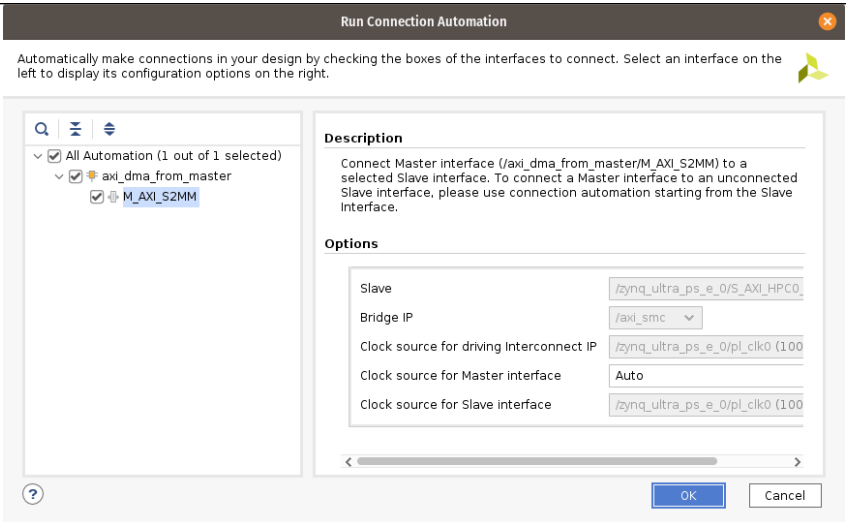 Run Connection Automation
Automatically make connections in your design by checking the boxes of the interfaces to connect. Select an interface on the
left to display its configuration options on the right.
All Automation (1 out of 1 selected)
axi_dma_from_master
M_AXI_S2MM
Description
Connect Master interface (/axi_dma_from_master/M_AXI_S2MM) to a
selected Slave interface. To connect a Master interface to an unconnected
Slave interface, please use connection automation starting from the Slave
Interface.
Options
Slave /zynq_ultra_ps_e_0/S_AXI_HPC0_
Bridge IP /axi_smc
Clock source for driving Interconnect IP /zynq_ultra_ps_e_0/pl_clk0 (100
Clock source for Master interface Auto
Clock source for Slave interface /zynq_ultra_ps_e_0/pl_clk0 (100
?
OK
Cancel